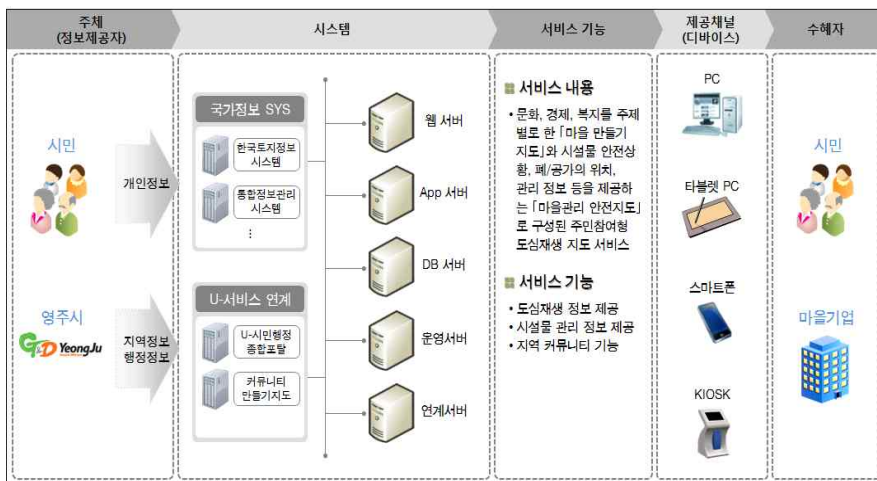 주체
(정보제공자)
시스템
서비스 기능
제공채널
(디바이스)
수혜자
시민
개인정보
영주시
G&D YeongJu
지역정보
행정정보
국가정보 SYS
한국토지정보
시스템
통합정보관리
시스템
⋮
U-서비스 연계
U-시민행정
종합포탈
커뮤니티
만들기지도
웹 서버
App 서버
DB 서버
운영서버
연계서버
서비스 내용
• 문화, 경제, 복지를 주제
별로 한 「마을 만들기
지도」와 시설물 안전상
황, 폐/공가의 위치,
관리 정보 등을 제공하
는 「마을관리 안전지도」
로 구성된 주민참여형
도심재생 지도 서비스
서비스 기능
• 도심재생 정보 제공
• 시설물 관리 정보 제공
• 지역 커뮤니티 기능
PC
타블렛 PC
스마트폰
KIOSK
시민
마을기업